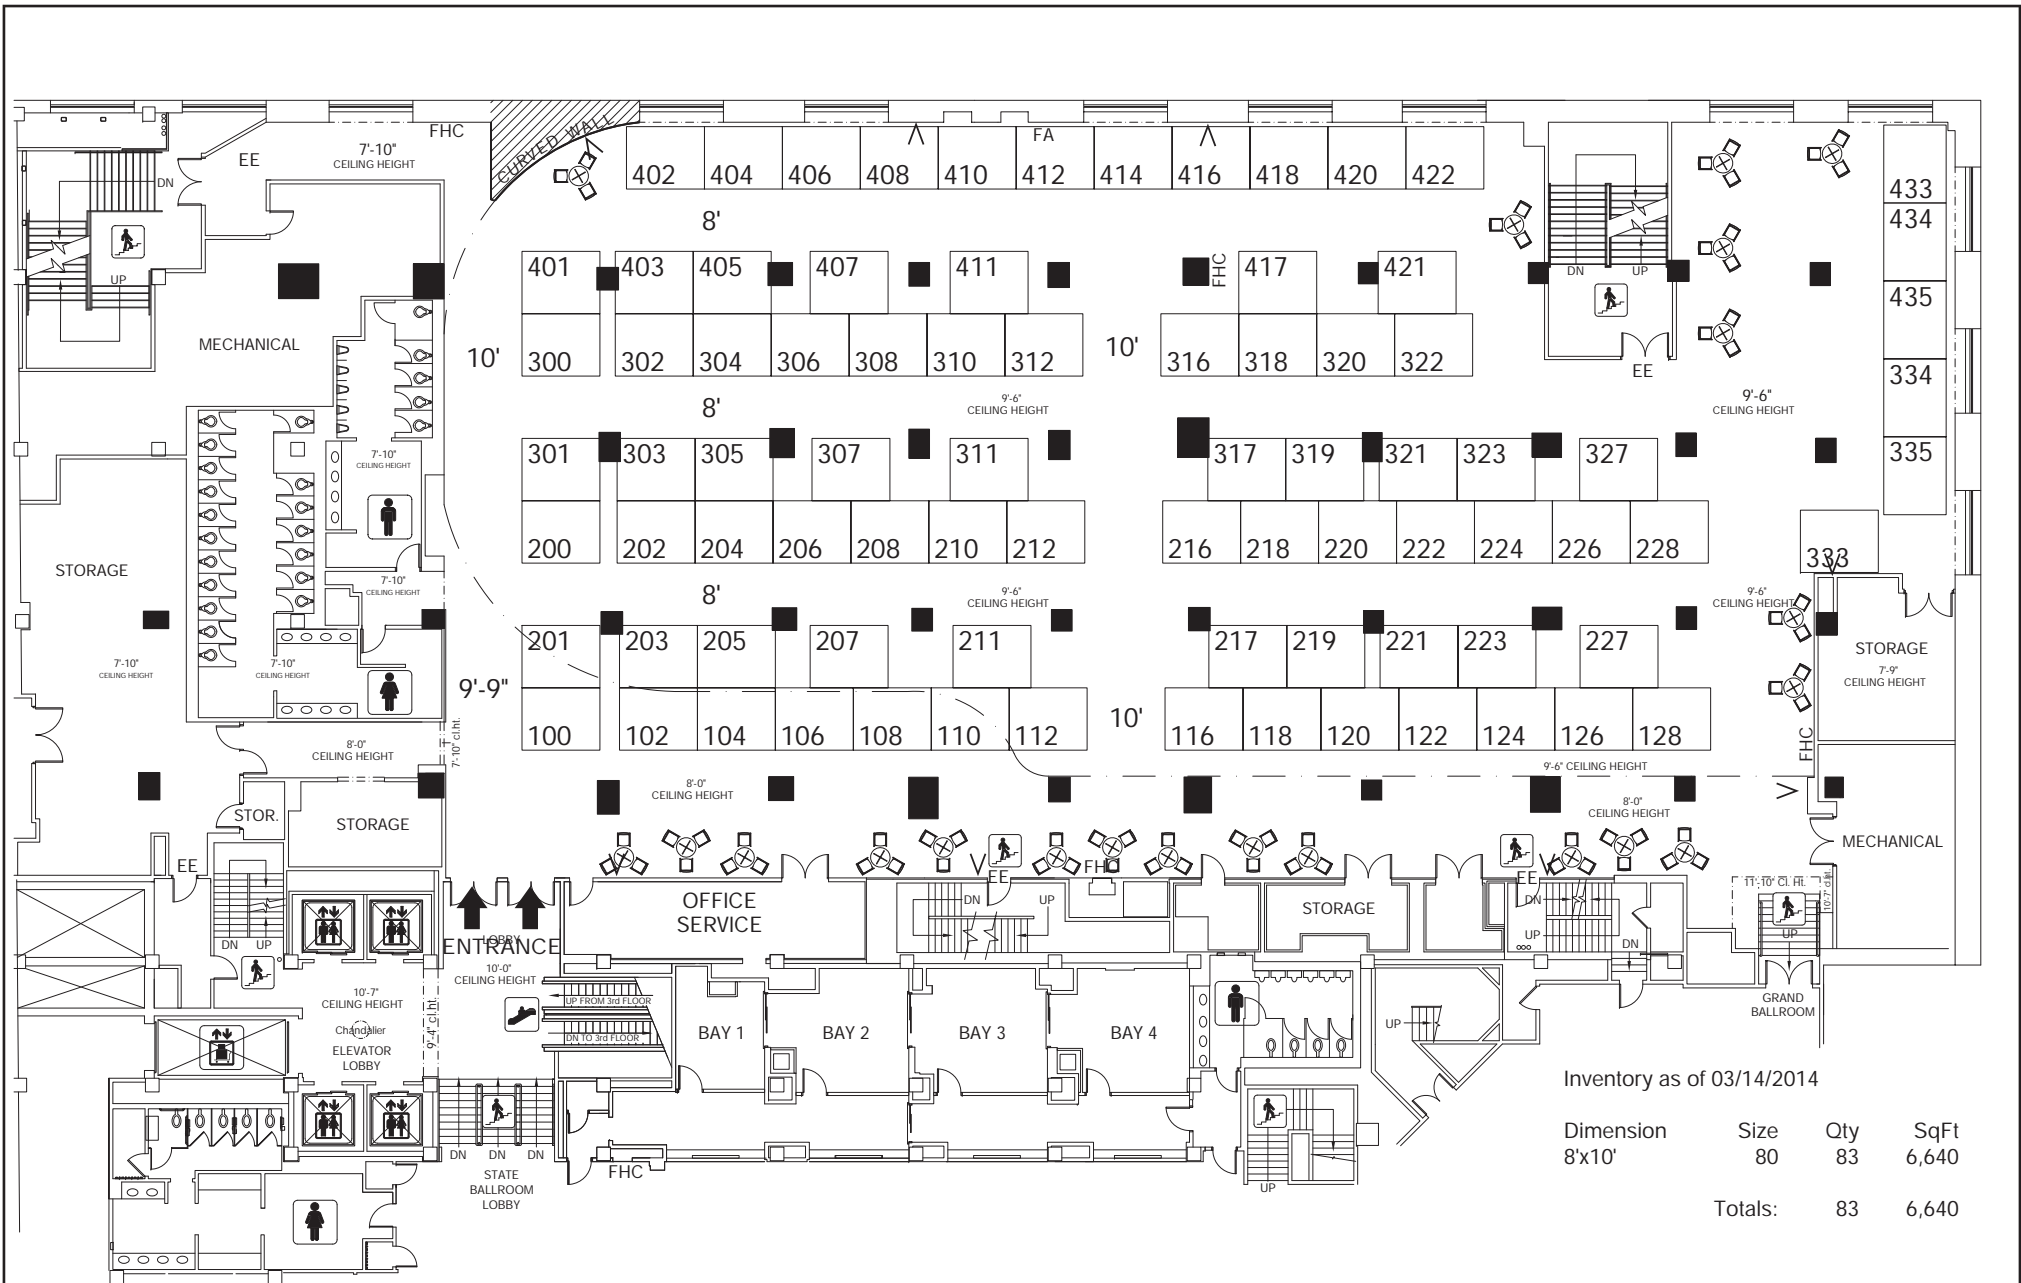 CURVED WALL
FHC
EE
7'-10"
CEILING HEIGHT
FA
DN
UP
MECHANICAL
402 404 406 408 410 412 414 416 418 420 422
433
434
435
334
335
333
8'
401 403 405 407 411 417 421
FHC
DN UP
EE
10'
300 302 304 306 308 310 312
10'
316 318 320 322
8'
9'-6"
CEILING HEIGHT
9'-6"
CEILING HEIGHT
301 303 305 307 311 317 319 321 323 327
200 202 204 206 208 210 212 216 218 220 222 224 226 228
7'-10"
CEILING HEIGHT
STORAGE
7'-10"
CEILING HEIGHT
8'
9'-6"
CEILING HEIGHT
9'-6"
CEILING HEIGHT
201 203 205 207 211 217 219 221 223 227
7'-10"
CEILING HEIGHT
7'-10"
CEILING HEIGHT
STORAGE
7'-9"
CEILING HEIGHT
9'-9"
100 102 104 106 108 110 112
10'
116 118 120 122 124 126 128
7'-10" cl.ht.
8'-0"
CEILING HEIGHT
FHC
9'-6" CEILING HEIGHT
8'-0"
CEILING HEIGHT
8'-0"
CEILING HEIGHT
STOR.
STORAGE
MECHANICAL
EE
FHC
EE
EE
11'-10" Cl. Ht.
10'-7" cl.ht.
OFFICE
SERVICE
DN
UP
STORAGE
DN
UP
DN
UP
DN UP
LOBBY
ENTRANCE
10'-0"
CEILING HEIGHT
10'-7"
CEILING HEIGHT
Chandalier
ELEVATOR
LOBBY
9'-4" cl.ht.
UP FROM 3rd FLOOR
DN TO 3rd FLOOR
BAY 1
BAY 2
BAY 3
BAY 4
UP
GRAND
BALLROOM
DN DN DN
STATE
BALLROOM
LOBBY
FHC
UP
Inventory as of 03/14/2014
Dimension Size Qty SqFt
8'x10' 80 83 6,640
Totals: 83 6,640